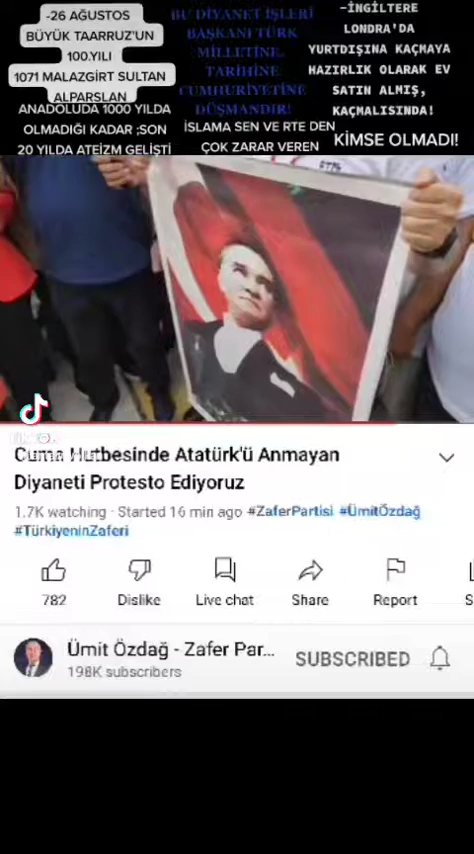 -26 AĞUSTOS
BÜYÜK TAARRUZ'UN
100.YILI
1071 MALAZGİRT SULTAN
ALPARSLAN
ANADOLUDA 1000 YILDA
OLMADIĞI KADAR ;SON
20 YILDA ATEİZM GELİŞTİ
BU DİYANET İŞLERİ
BAŞKANI TÜRK
MİLLETİNE,
TARİHİNE
CUMHURİYETİNE
DÜŞMANDIR!
İSLAMA SEN VE RTE DEN
ÇOK ZARAR VEREN
-İNGİLTERE
LONDRA'DA
YURTDIŞINA KAÇMAYA
HAZIRLIK OLARAK EV
SATIN ALMIŞ,
KAÇMALISINDA!
KİMSE OLMADI!
Cuma Hutbesinde Atatürk'ü Anmayan
Diyaneti Protesto Ediyoruz
1.7K watching · Started 16 min ago #ZaferPartisi #ÜmitÖzdağ
#TürkiyeninZaferi
782
Dislike
Live chat
Share
Report
S
Ümit Özdağ - Zafer Par...
198K subscribers
SUBSCRIBED